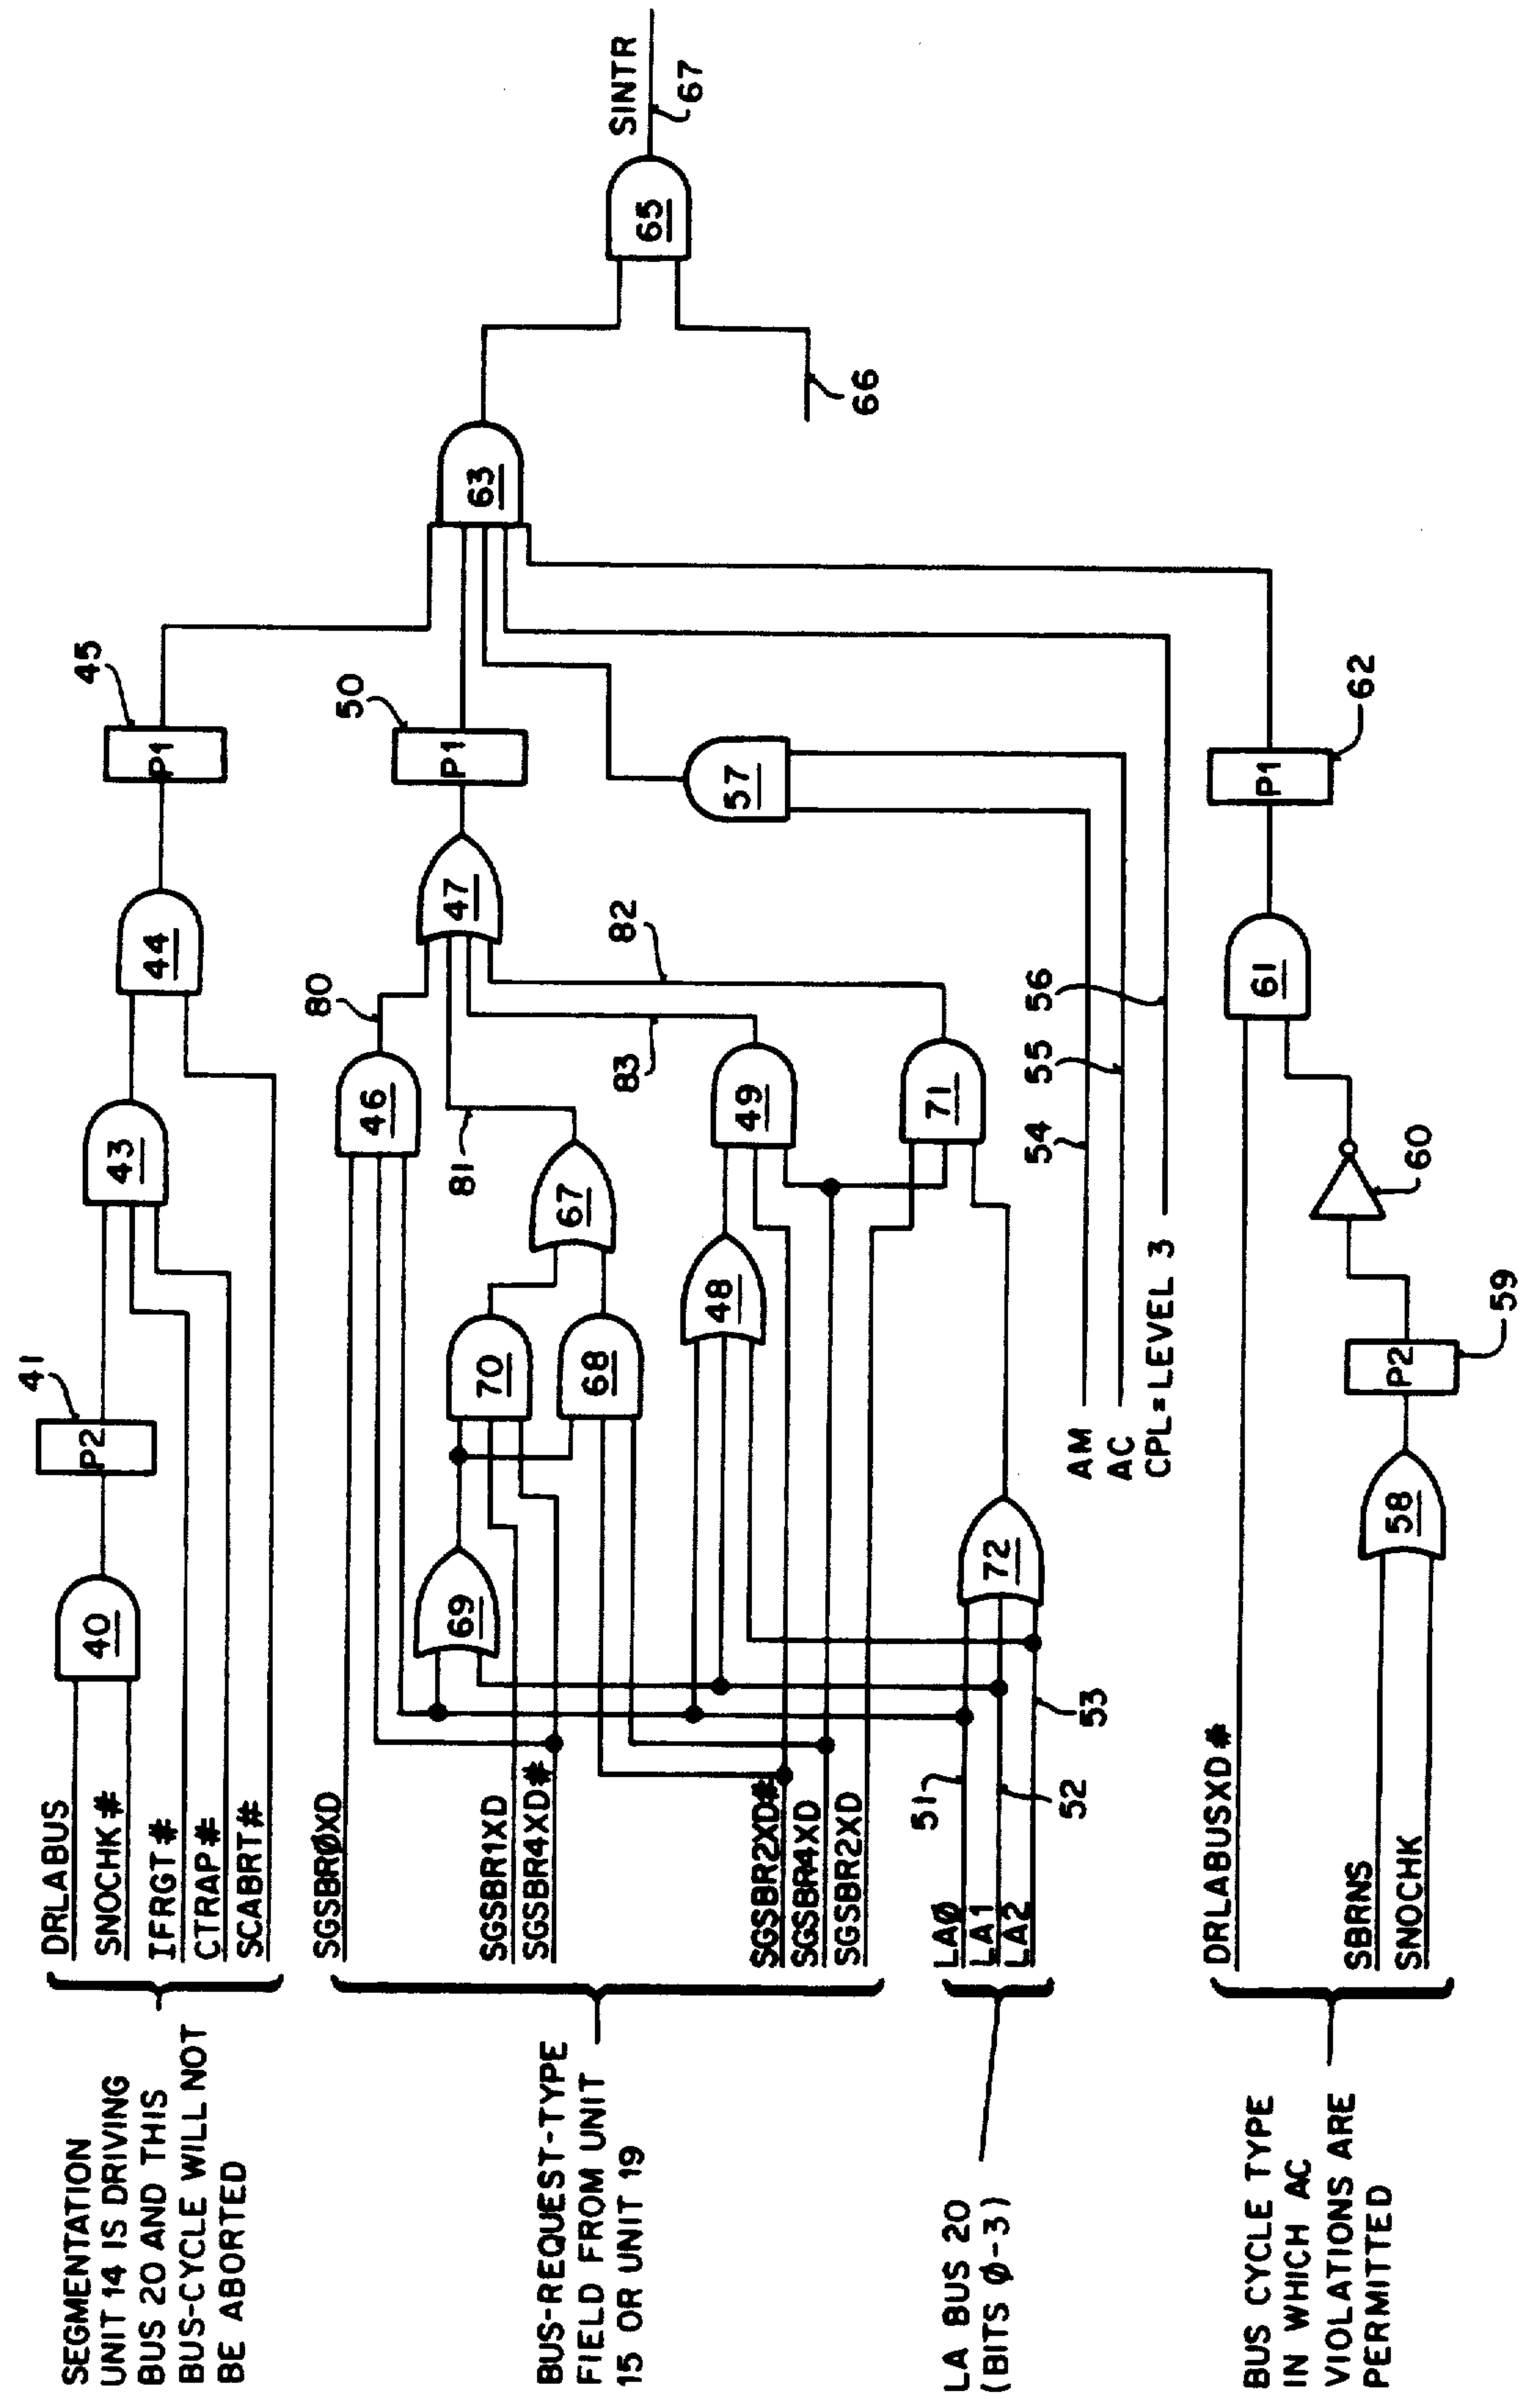 SEGMENTATION
UNIT 14 IS DRIVING
BUS 20 AND THIS
BUS-CYCLE WILL NOT
BE ABORTED
DRLABUS
SNOCHK#
IFRGT#
CTRAP#
SCABRT#
40
P2
41
43
44
P1
45
BUS-REQUEST-TYPE
FIELD FROM UNIT
15 OR UNIT 19
SGSBRØXD
SGSBR1XD
SGSBR4XD#
SGSBR2XD#
SGSBR4XD
SGSBR2XD
69
70
68
67
48
46
49
71
80
81
83
82
47
P1
50
LA BUS 20
(BITS Ø-3)
LAØ
LA1
LA2
51
52
53
72
AM
AC
CPL=LEVEL 3
54
55
56
57
63
65
66
SINTR
67
BUS CYCLE TYPE
IN WHICH AC
VIOLATIONS ARE
PERMITTED
DRLABUSXD#
SBRNS
SNOCHK
58
P2
59
60
61
P1
62